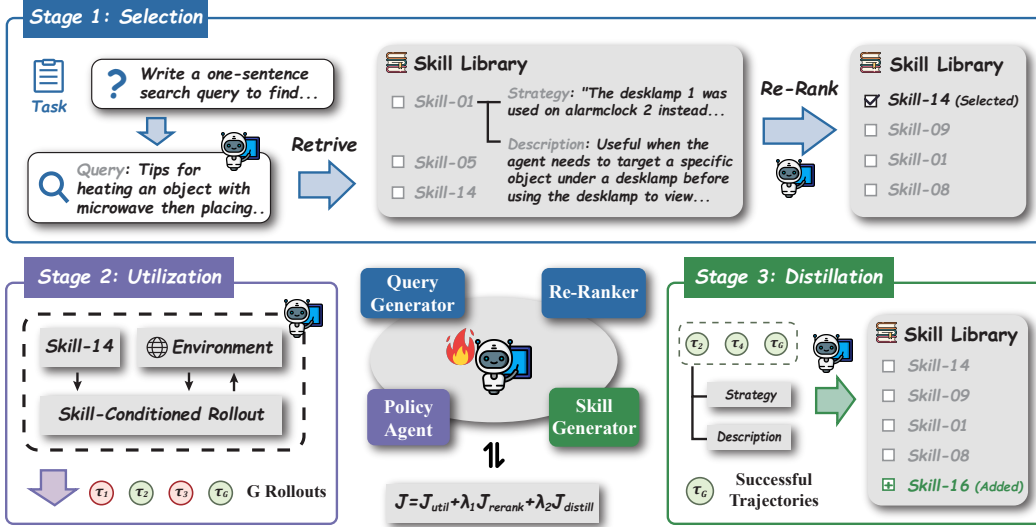 Stage 1: Selection
Task
?
Write a one-sentence
search query to find...
Query: Tips for
heating an object with
microwave then placing..
Retrive
Skill Library
Skill-01
Strategy: "The desklamp 1 was
used on alarmclock 2 instead...
Description: Useful when the
agent needs to target a specific
object under a desklamp before
using the desklamp to view...
Skill-05
Skill-14
Re-Rank
Skill Library
Skill-14 (Selected)
Skill-09
Skill-01
Skill-08
Stage 2: Utilization
Skill-14
Environment
Skill-Conditioned Rollout
τ1 τ2 τ3 τG G Rollouts
Query
Generator
Re-Ranker
Policy
Agent
Skill
Generator
J=Jutil+λ1Jrerank+λ2Jdistill
Stage 3: Distillation
τ2 τ4 τG
Strategy
Description
τG Successful
Trajectories
Skill Library
Skill-14
Skill-09
Skill-01
Skill-08
Skill-16 (Added)